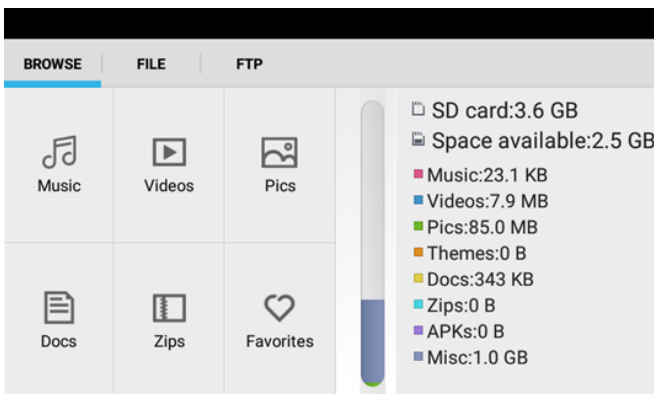 BROWSE FILE FTP
Music Videos Pics
Docs Zips Favorites
SD card:3.6 GB
Space available:2.5 GB
Music:23.1 KB
Videos:7.9 MB
Pics:85.0 MB
Themes:0 B
Docs:343 KB
Zips:0 B
APKs:0 B
Misc:1.0 GB